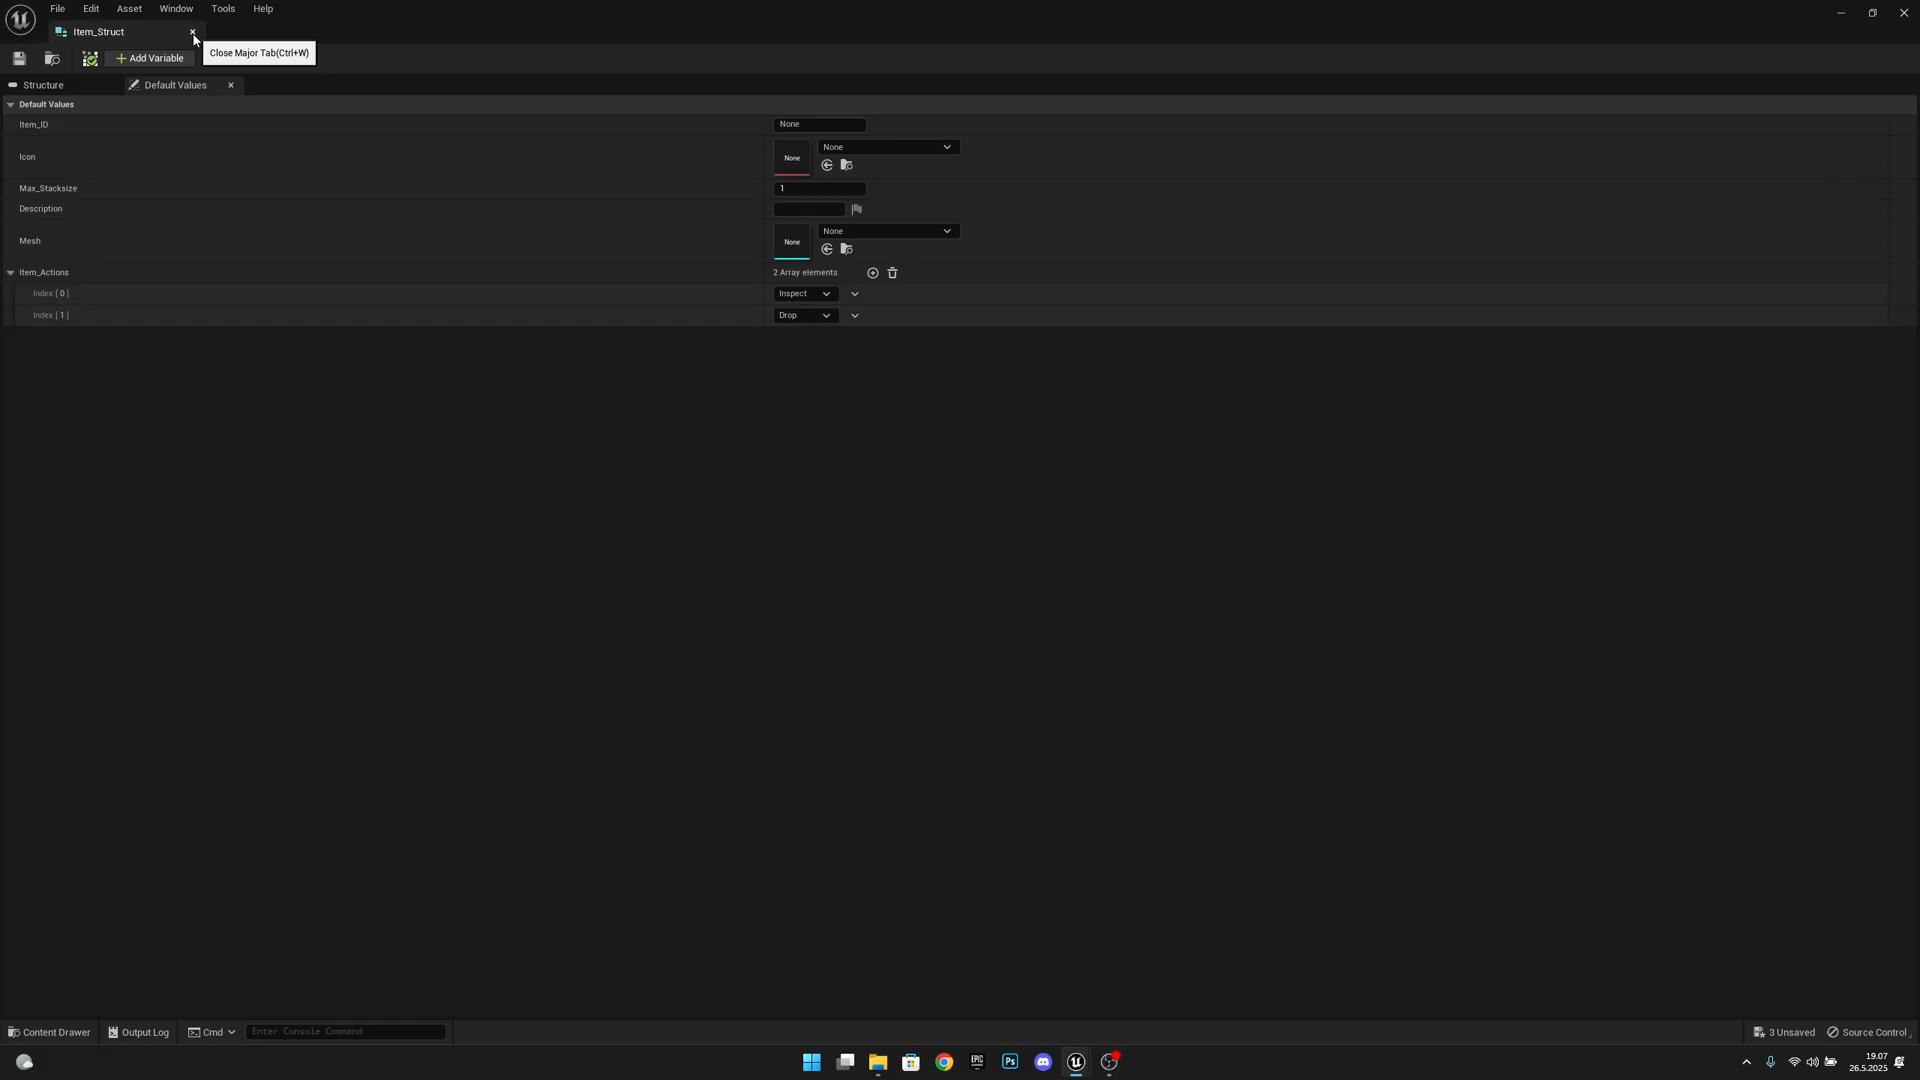 File Edit Asset Window Tools Help
Item_Struct
Close Major Tab(Ctrl+W)
Add Variable
Structure Default Values
Default Values
Item_ID None
Icon None None
Max_Stacksize 1
Description
Mesh None None
Item_Actions 2 Array elements
Index [ 0 ] Inspect
Index [ 1 ] Drop
Content Drawer Output Log Cmd Enter Console Command 3 Unsaved Source Control
EPIC Ps 19.07
26.5.2025